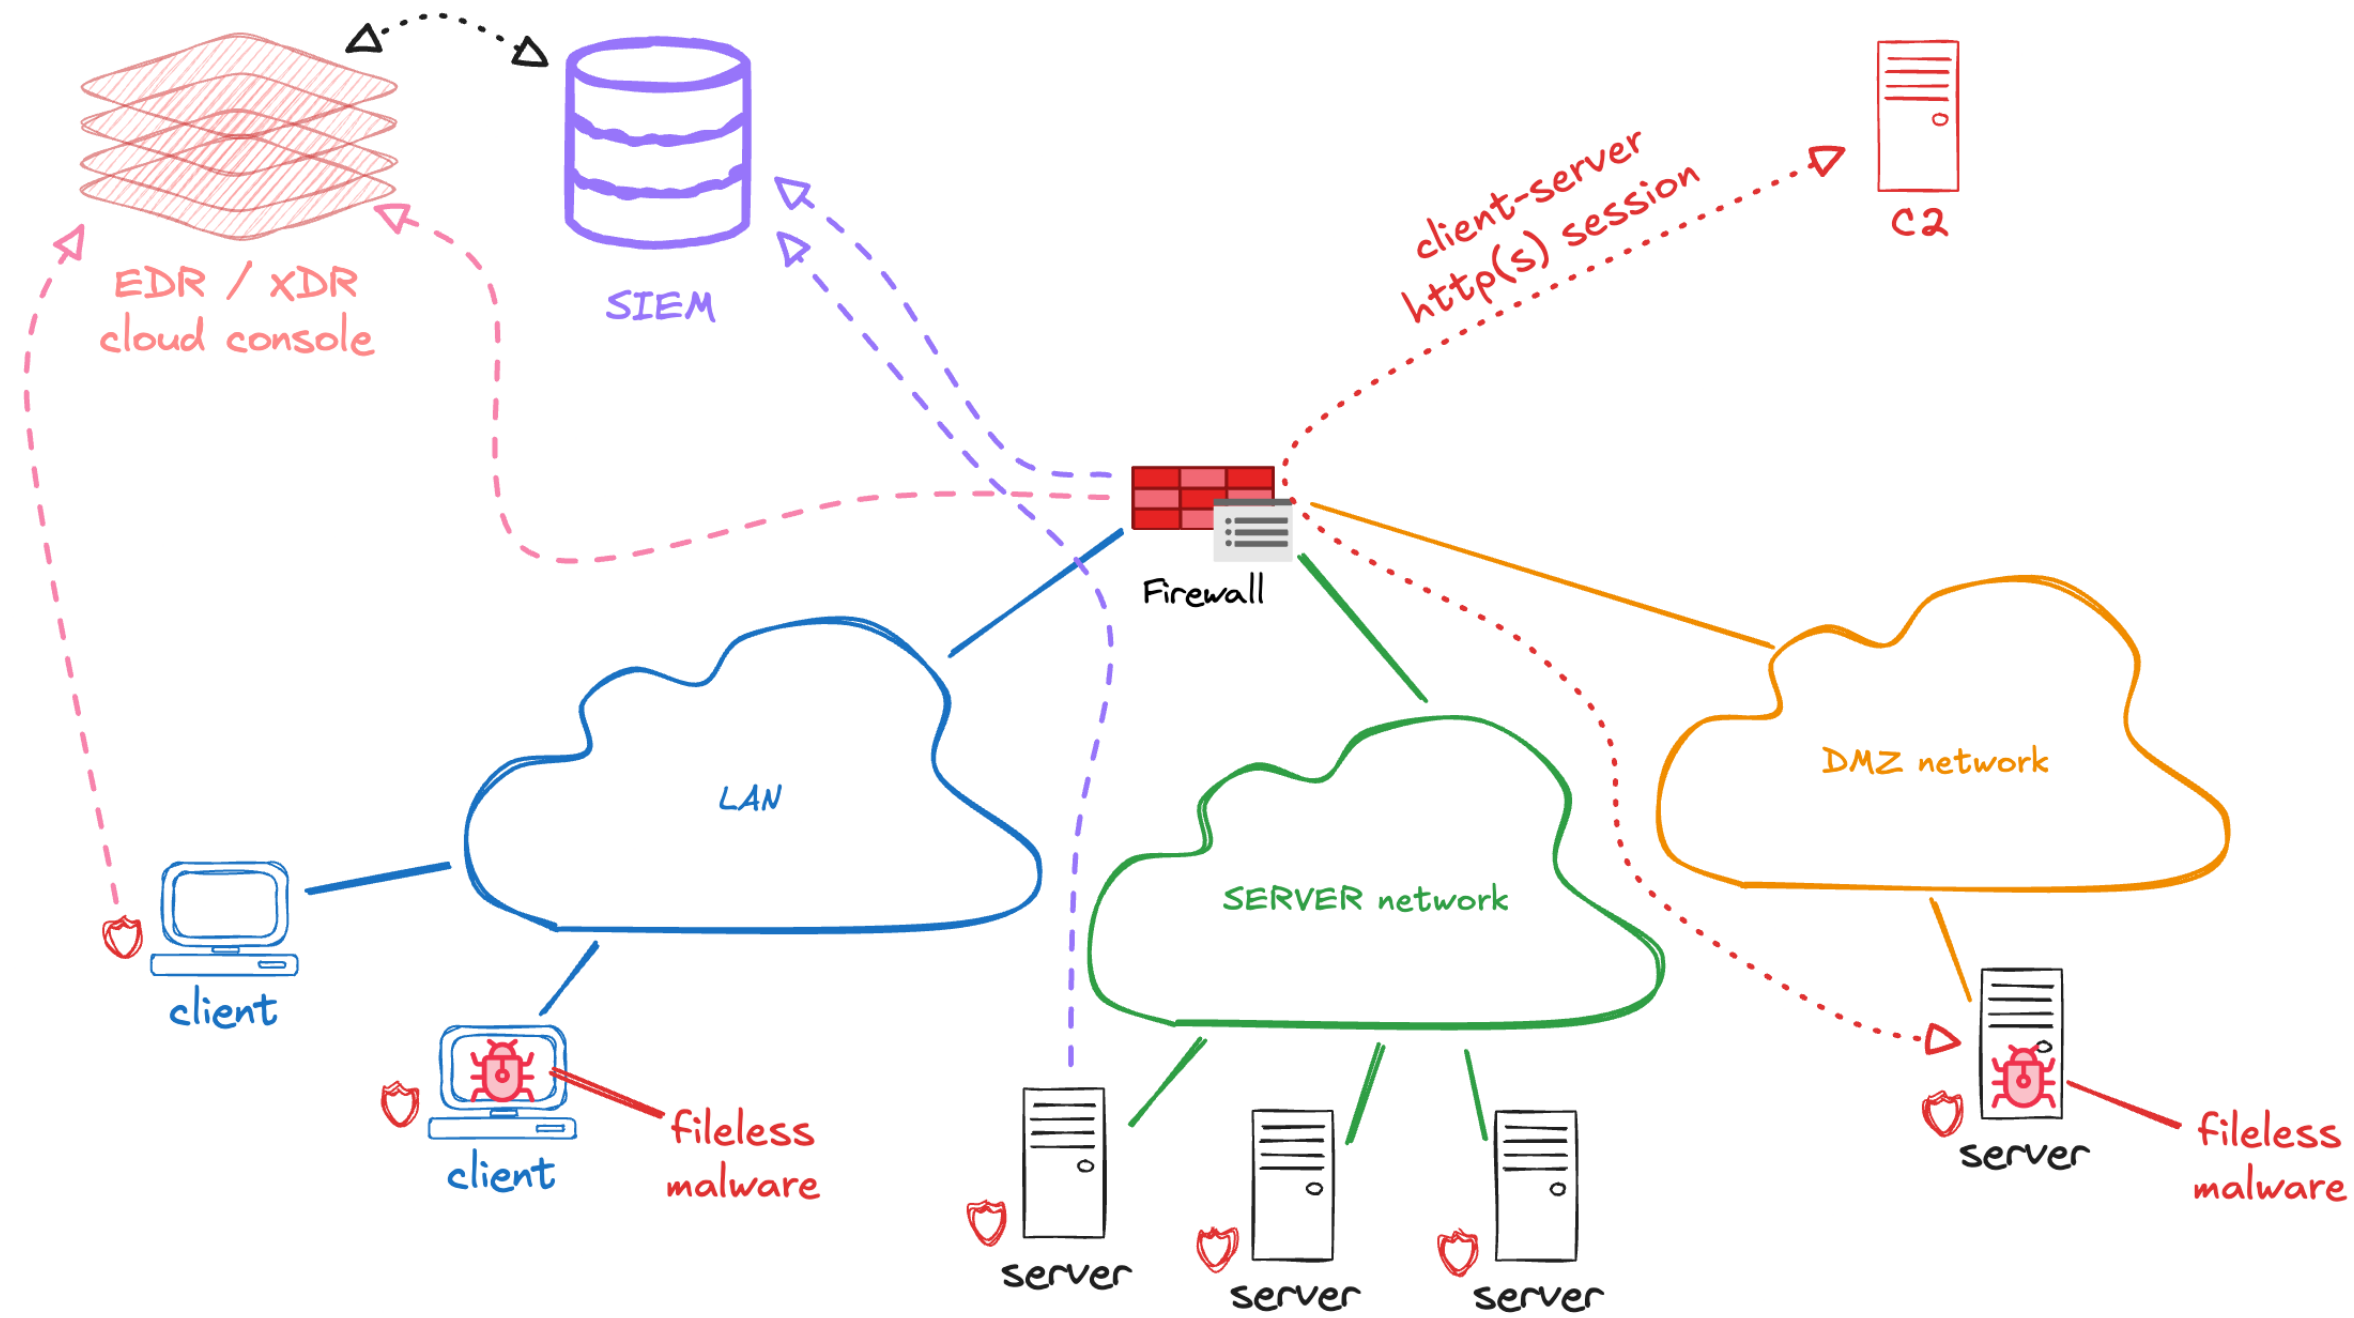 EDR / XDR
cloud console
SIEM
client-server
http(s) session
C2
Firewall
LAN
SERVER network
DMZ network
client
client
fileless
malware
server
server
server
server
fileless
malware